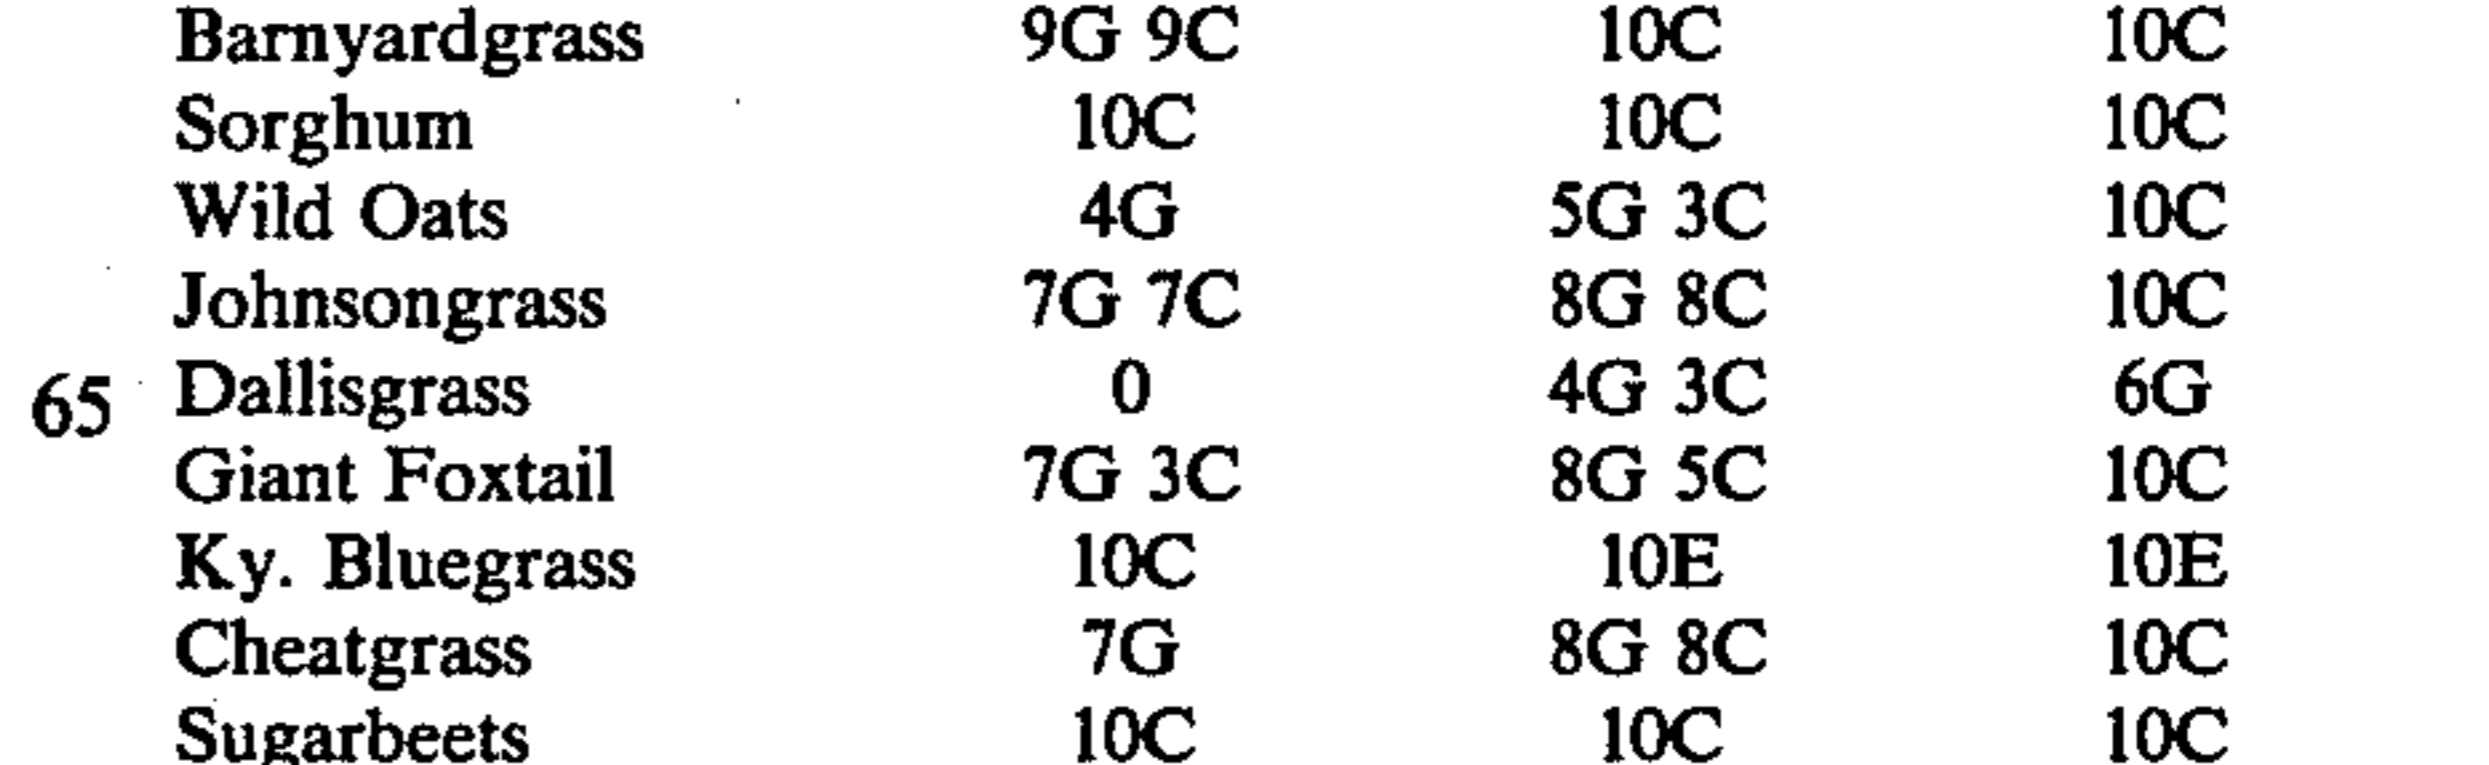 Barnyardgrass 9G 9C 10C 10C
Sorghum 10C 10C 10C
Wild Oats 4G 5G 3C 10C
Johnsongrass 7G 7C 8G 8C 10C
65 Dallisgrass 0 4G 3C 6G
Giant Foxtail 7G 3C 8G 5C 10C
Ky. Bluegrass 10C 10E 10E
Cheatgrass 7G 8G 8C 10C
Sugarbeets 10C 10C 10C